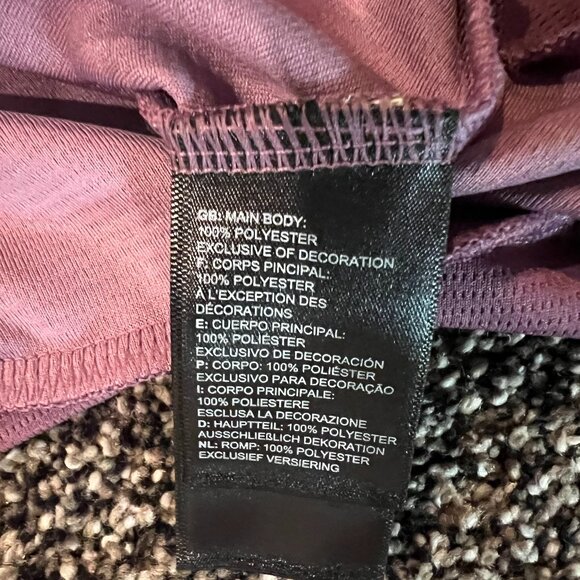 GB: MAIN BODY:
100% POLYESTER
EXCLUSIVE OF DECORATION
F: CORPS PINCIPAL:
100% POLYESTER
À L'EXCEPTION DES
DÉCORATIONS
E: CUERPO PRINCIPAL:
100% POLIÉSTER
EXCLUSIVO DE DECORACIÓN
P: CORPO: 100% POLIÉSTER
EXCLUSIVO PARA DECORAÇÃO
I: CORPO PRINCIPALE:
100% POLIESTERE
ESCLUSA LA DECORAZIONE
D: HAUPTTEIL: 100% POLYESTER
AUSSCHLIEẞLICH DEKORATION
NL: ROMP: 100% POLYESTER
EXCLUSIEF VERSIERING